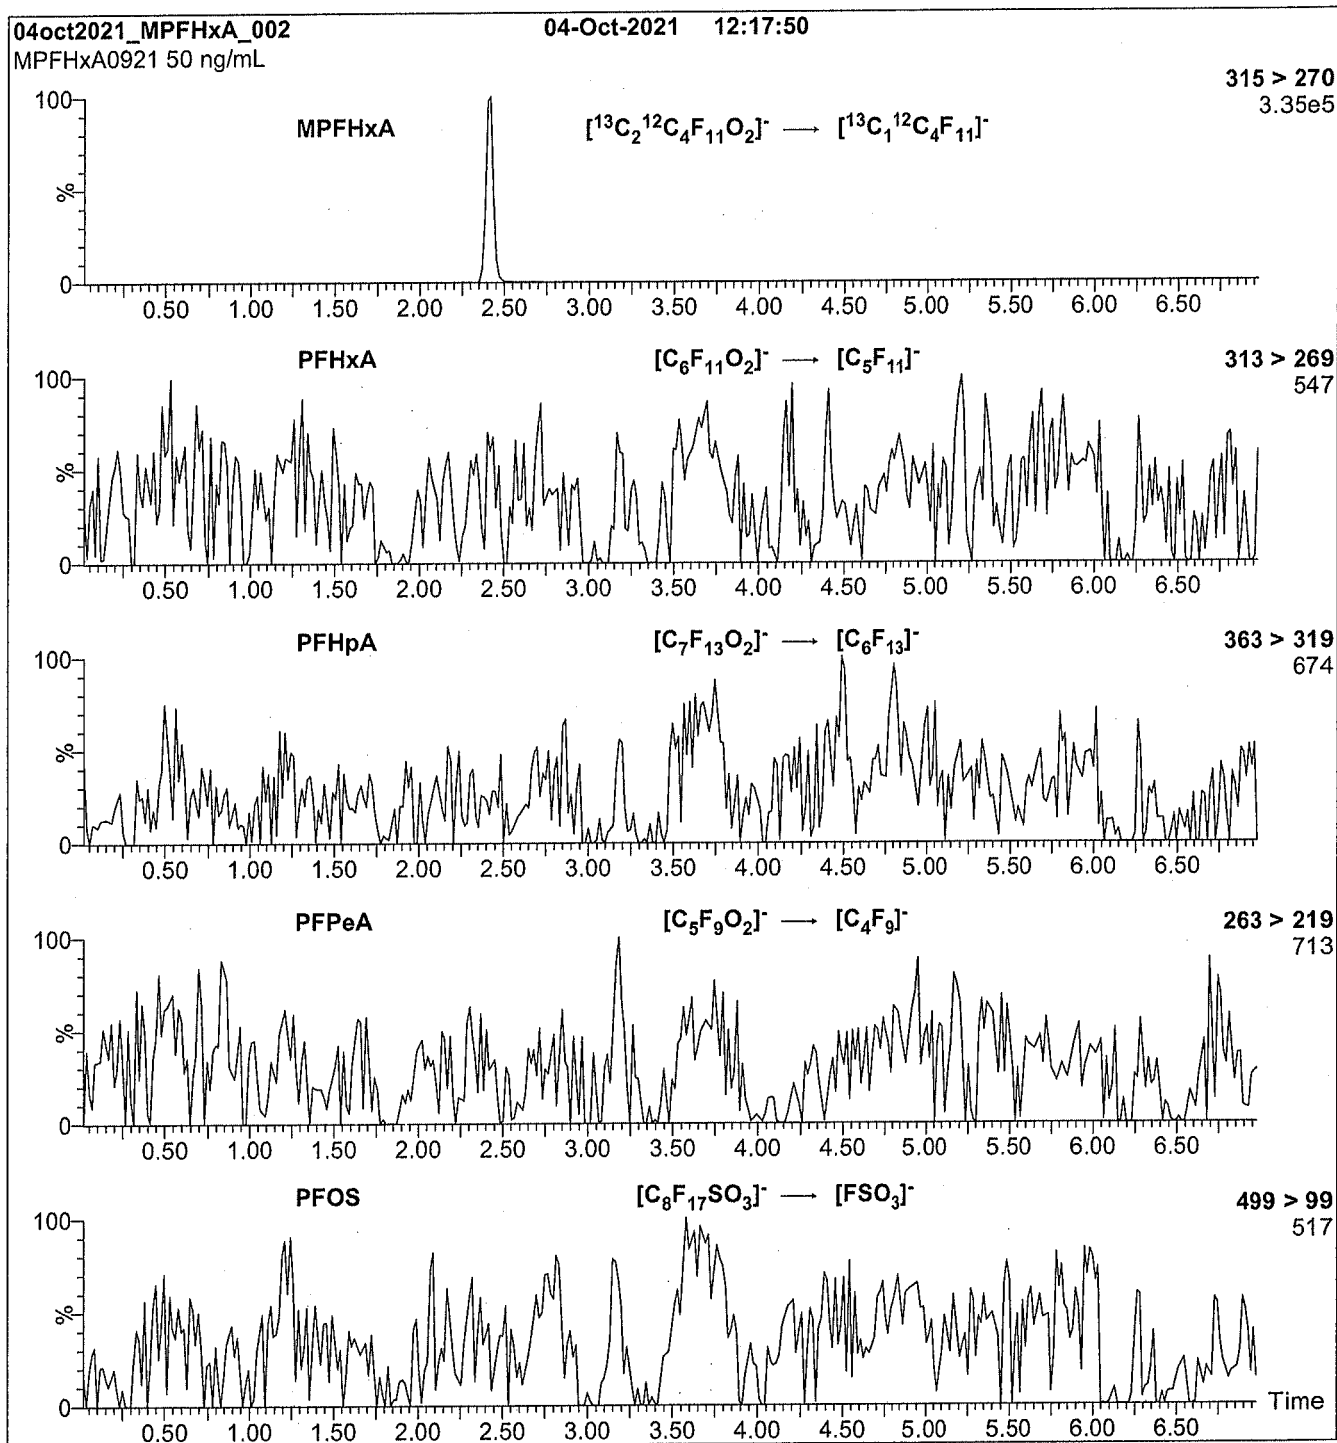 04oct2021_MPFHxA_002 04-Oct-2021 12:17:50
MPFHxA0921 50 ng/mL
315 > 270
3.35e5
MPFHxA [¹³C₂¹²C₄F₁₁O₂]⁻ → [¹³C₁¹²C₄F₁₁]⁻
100
%
0
0.50 1.00 1.50 2.00 2.50 3.00 3.50 4.00 4.50 5.00 5.50 6.00 6.50
PFHxA [C₆F₁₁O₂]⁻ → [C₅F₁₁]⁻ 313 > 269
547
100
%
0
0.50 1.00 1.50 2.00 2.50 3.00 3.50 4.00 4.50 5.00 5.50 6.00 6.50
PFHpA [C₇F₁₃O₂]⁻ → [C₆F₁₃]⁻ 363 > 319
674
100
%
0
0.50 1.00 1.50 2.00 2.50 3.00 3.50 4.00 4.50 5.00 5.50 6.00 6.50
PFPeA [C₅F₉O₂]⁻ → [C₄F₉]⁻ 263 > 219
713
100
%
0
0.50 1.00 1.50 2.00 2.50 3.00 3.50 4.00 4.50 5.00 5.50 6.00 6.50
PFOS [C₈F₁₇SO₃]⁻ → [FSO₃]⁻ 499 > 99
517
100
%
0
Time
0.50 1.00 1.50 2.00 2.50 3.00 3.50 4.00 4.50 5.00 5.50 6.00 6.50